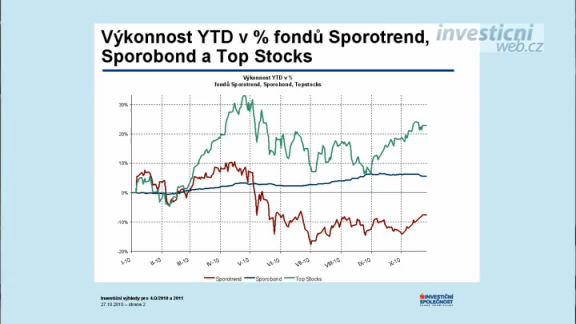 Výkonnost YTD v % fondů Sporotrend,
Sporobond a Top Stocks
investicní
web.cz
Výkonnost YTD v %
fondů Sporotrend, Sporobond, Topstocks
30%
20%
10%
0%
-10%
-20%
I-10
II-10
III-10
IV-10
V-10
VI-10
VII-10
VIII-10
IX-10
X-10
Sporotrend Sporobond Top Stocks
Investiční výhledy pro 4.Q/2010 a 2011
27.10.2010 – strana 2
INVESTIČNÍ
SPOLEČNOST